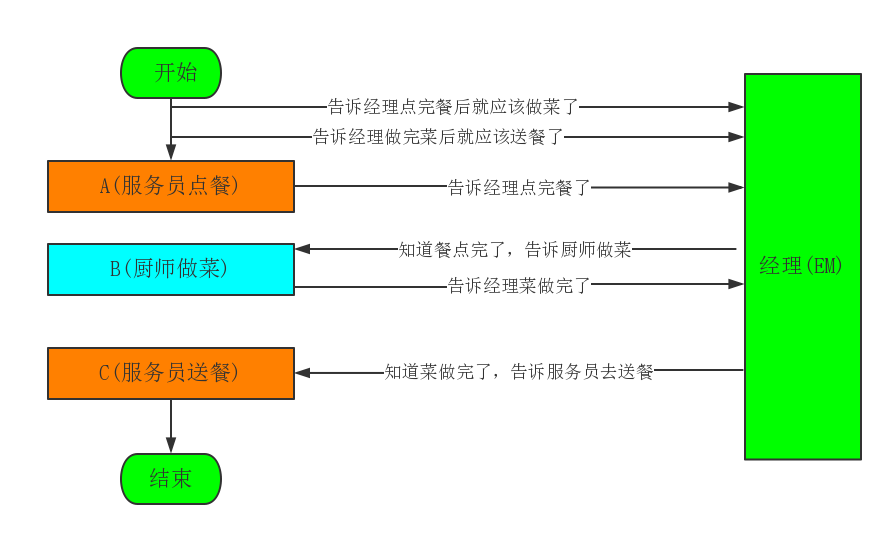 开始
告诉经理点完餐后就应该做菜了
告诉经理做完菜后就应该送餐了
A(服务员点餐)
告诉经理点完餐了
知道餐点完了，告诉厨师做菜
B(厨师做菜)
经理(EM)
告诉经理菜做完了
C(服务员送餐)
知道菜做完了，告诉服务员去送餐
结束